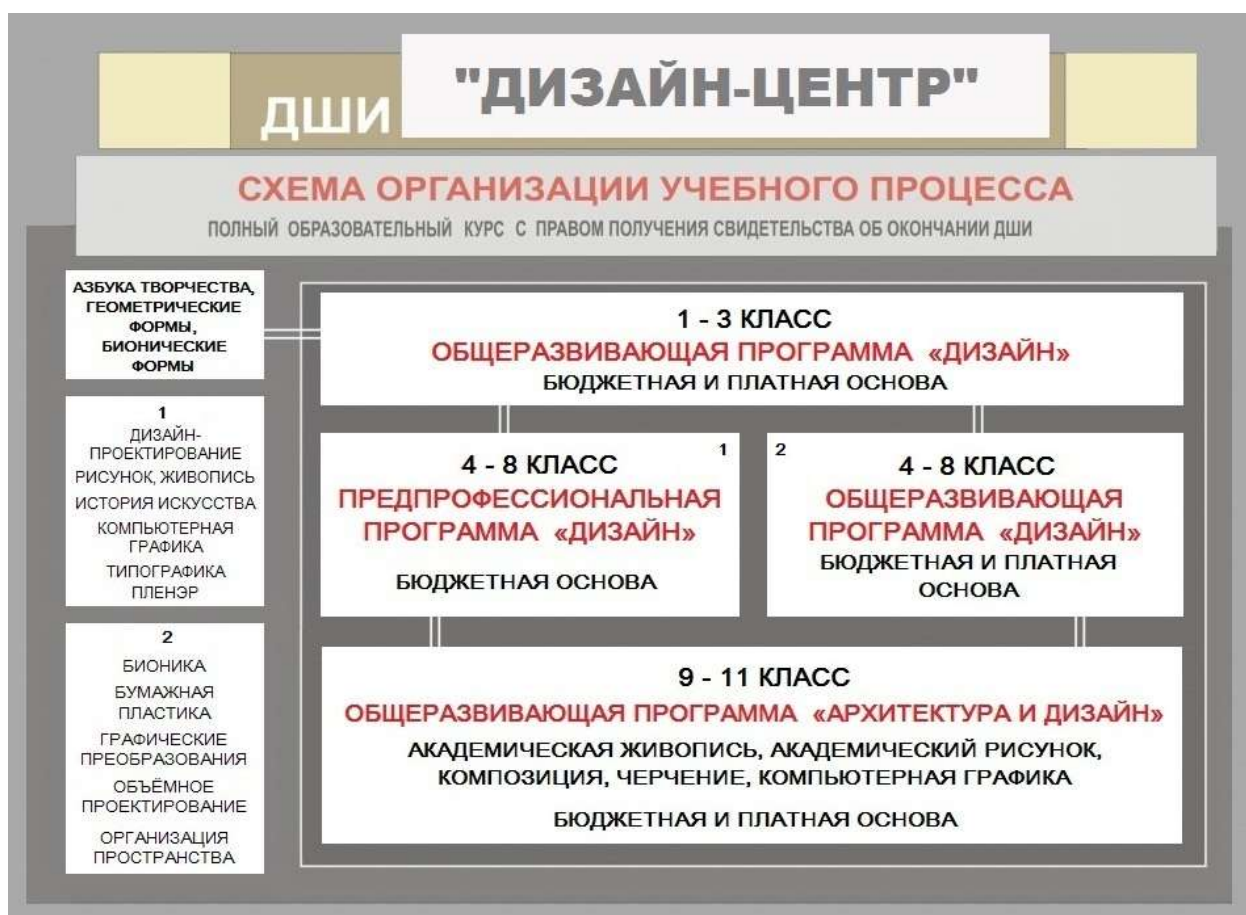 ДШИ
"ДИЗАЙН-ЦЕНТР"
СХЕМА ОРГАНИЗАЦИИ УЧЕБНОГО ПРОЦЕССА
ПОЛНЫЙ ОБРАЗОВАТЕЛЬНЫЙ КУРС С ПРАВОМ ПОЛУЧЕНИЯ СВИДЕТЕЛЬСТВА ОБ ОКОНЧАНИИ ДШИ
АЗБУКА ТВОРЧЕСТВА,
ГЕОМЕТРИЧЕСКИЕ
ФОРМЫ,
БИОНИЧЕСКИЕ
ФОРМЫ
1 - 3 КЛАСС
ОБЩЕРАЗВИВАЮЩАЯ ПРОГРАММА «ДИЗАЙН»
БЮДЖЕТНАЯ И ПЛАТНАЯ ОСНОВА
1
ДИЗАЙН-
ПРОЕКТИРОВАНИЕ
РИСУНОК, ЖИВОПИСЬ
ИСТОРИЯ ИСКУССТВА
КОМПЬЮТЕРНАЯ
ГРАФИКА
ТИПОГРАФИКА
ПЛЕНЭР
1
4 - 8 КЛАСС
ПРЕДПРОФЕССИОНАЛЬНАЯ
ПРОГРАММА «ДИЗАЙН»
БЮДЖЕТНАЯ ОСНОВА
2
4 - 8 КЛАСС
ОБЩЕРАЗВИВАЮЩАЯ
ПРОГРАММА «ДИЗАЙН»
БЮДЖЕТНАЯ И ПЛАТНАЯ
ОСНОВА
2
БИОНИКА
БУМАЖНАЯ
ПЛАСТИКА
ГРАФИЧЕСКИЕ
ПРЕОБРАЗОВАНИЯ
ОБЪЁМНОЕ
ПРОЕКТИРОВАНИЕ
ОРГАНИЗАЦИЯ
ПРОСТРАНСТВА
9 - 11 КЛАСС
ОБЩЕРАЗВИВАЮЩАЯ ПРОГРАММА «АРХИТЕКТУРА И ДИЗАЙН»
АКАДЕМИЧЕСКАЯ ЖИВОПИСЬ, АКАДЕМИЧЕСКИЙ РИСУНОК,
КОМПОЗИЦИЯ, ЧЕРЧЕНИЕ, КОМПЬЮТЕРНАЯ ГРАФИКА
БЮДЖЕТНАЯ И ПЛАТНАЯ ОСНОВА